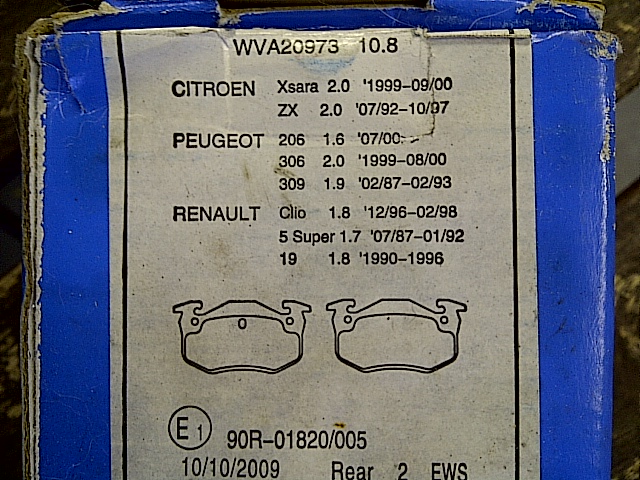 WVA20973 10.8
CITROEN Xsara 2.0 '1999-09/00
ZX 2.0 '07/92-10/97
PEUGEOT 206 1.6 '07/00-
306 2.0 '1999-08/00
309 1.9 '02/87-02/93
RENAULT Clio 1.8 '12/96-02/98
5 Super 1.7 '07/87-01/92
19 1.8 '1990-1996
E1 90R-01820/005
10/10/2009 Rear 2 EWS